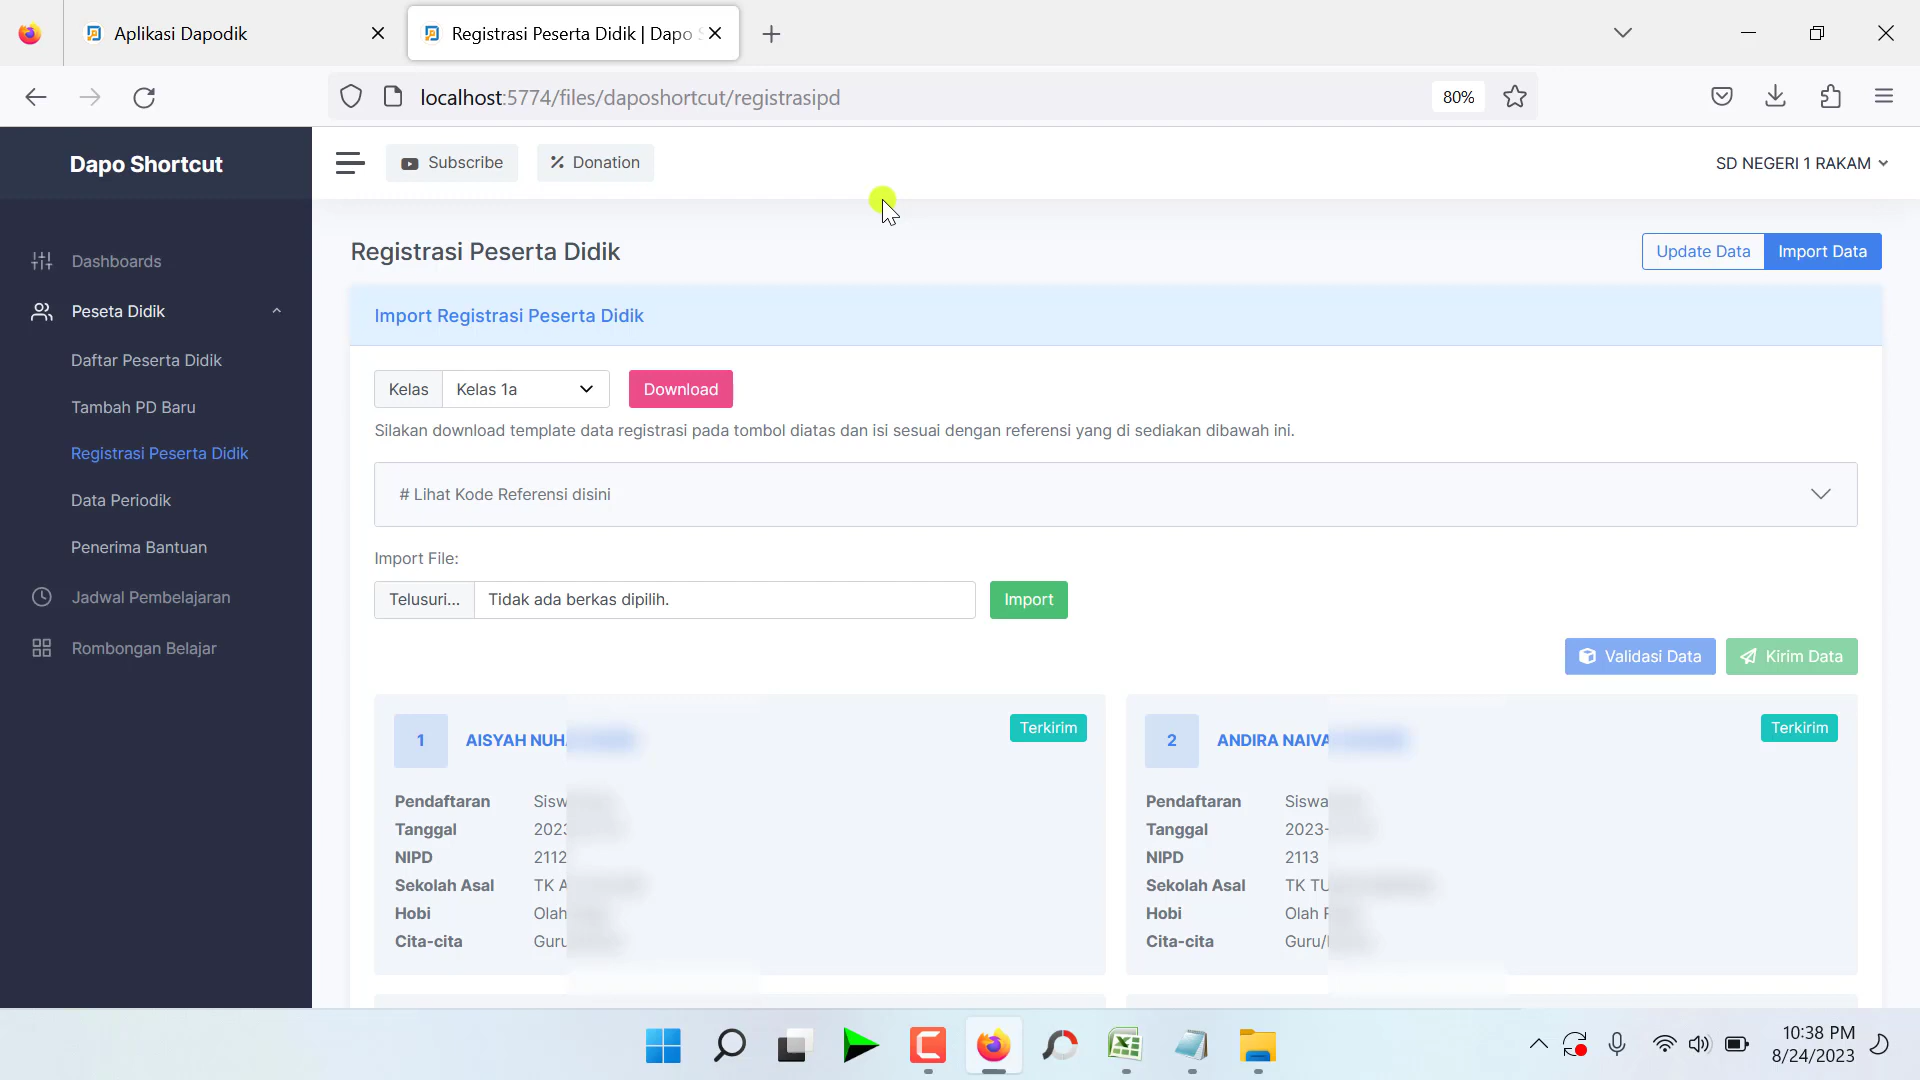 Aplikasi Dapodik
Registrasi Peserta Didik | Dapo
localhost:5774/files/daposhortcut/registrasipd
80%
Dapo Shortcut
Subscribe
Donation
SD NEGERI 1 RAKAM
Dashboards
Peseta Didik
Daftar Peserta Didik
Tambah PD Baru
Registrasi Peserta Didik
Data Periodik
Penerima Bantuan
Jadwal Pembelajaran
Rombongan Belajar
Registrasi Peserta Didik
Update Data
Import Data
Import Registrasi Peserta Didik
Kelas
Kelas 1a
Download
Silakan download template data registrasi pada tombol diatas dan isi sesuai dengan referensi yang di sediakan dibawah ini.
# Lihat Kode Referensi disini
Import File:
Telusuri...
Tidak ada berkas dipilih.
Import
Validasi Data
Kirim Data
1
AISYAH
Terkirim
Pendaftaran
Tanggal
NIPD 2112
Sekolah Asal TK
Hobi
Cita-cita
2
ANDIRA
Terkirim
Pendaftaran
Tanggal
NIPD 2113
Sekolah Asal TK
Hobi Olah
Cita-cita
10:38 PM
8/24/2023